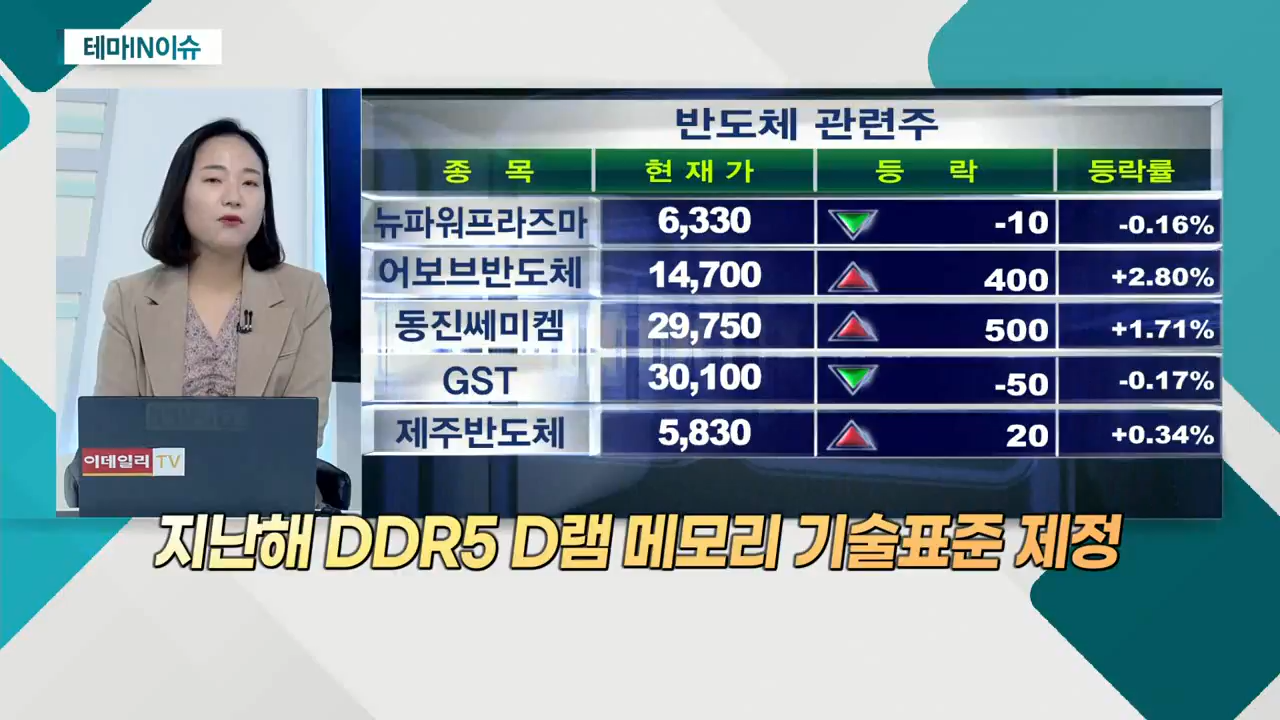 테마IN이슈
반도체 관련주
종 목 현재가 등 락 등락률
뉴파워프라즈마 6,330 -10 -0.16%
어보브반도체 14,700 400 +2.80%
동진쎄미켐 29,750 500 +1.71%
GST 30,100 -50 -0.17%
제주반도체 5,830 20 +0.34%
이데일리TV
지난해 DDR5 D램 메모리 기술표준 제정